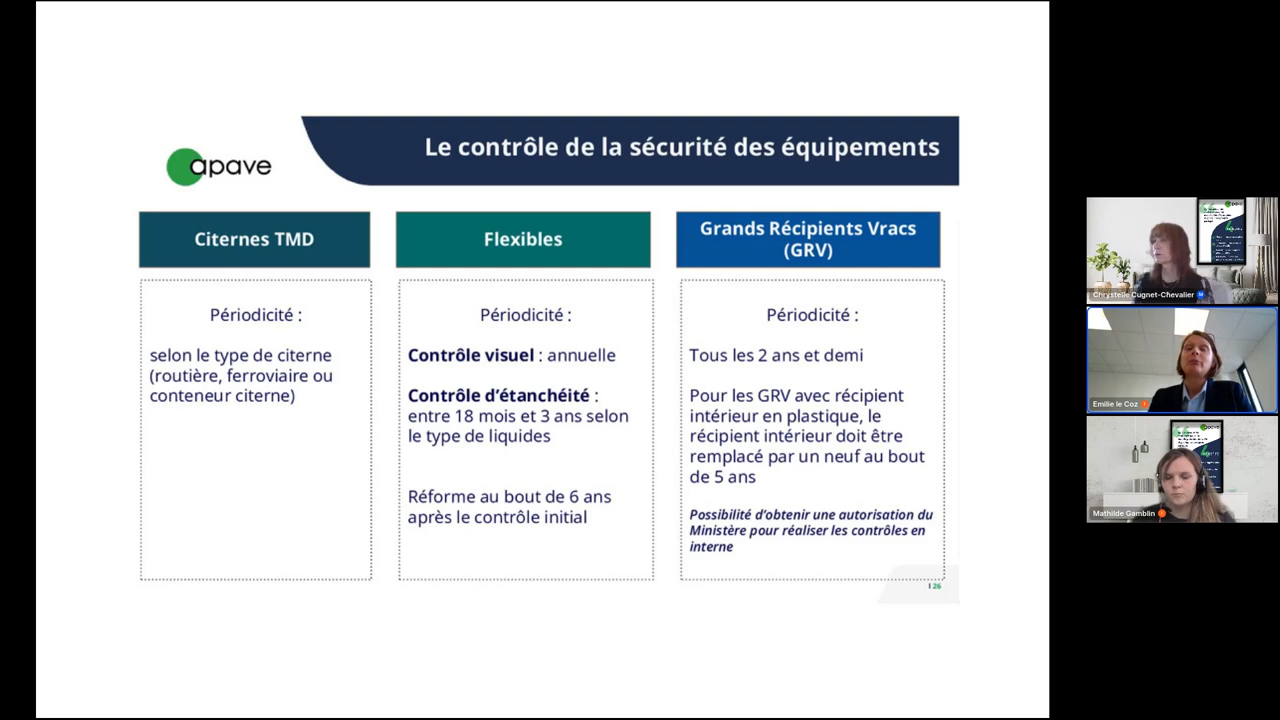 apave
Le contrôle de la sécurité des équipements
Citernes TMD
Périodicité :
selon le type de citerne
(routière, ferroviaire ou
conteneur citerne)
Flexibles
Périodicité :
Contrôle visuel : annuelle
Contrôle d'étanchéité :
entre 18 mois et 3 ans selon
le type de liquides
Réforme au bout de 6 ans
après le contrôle initial
Grands Récipients Vracs
(GRV)
Périodicité :
Tous les 2 ans et demi
Pour les GRV avec récipient
intérieur en plastique, le
récipient intérieur doit être
remplacé par un neuf au bout
de 5 ans
Possibilité d'obtenir une autorisation du
Ministère pour réaliser les contrôles en
interne
26
Chrystelle Cugnet-Chevalier
Emilie le Coz
Mathilde Gamblin